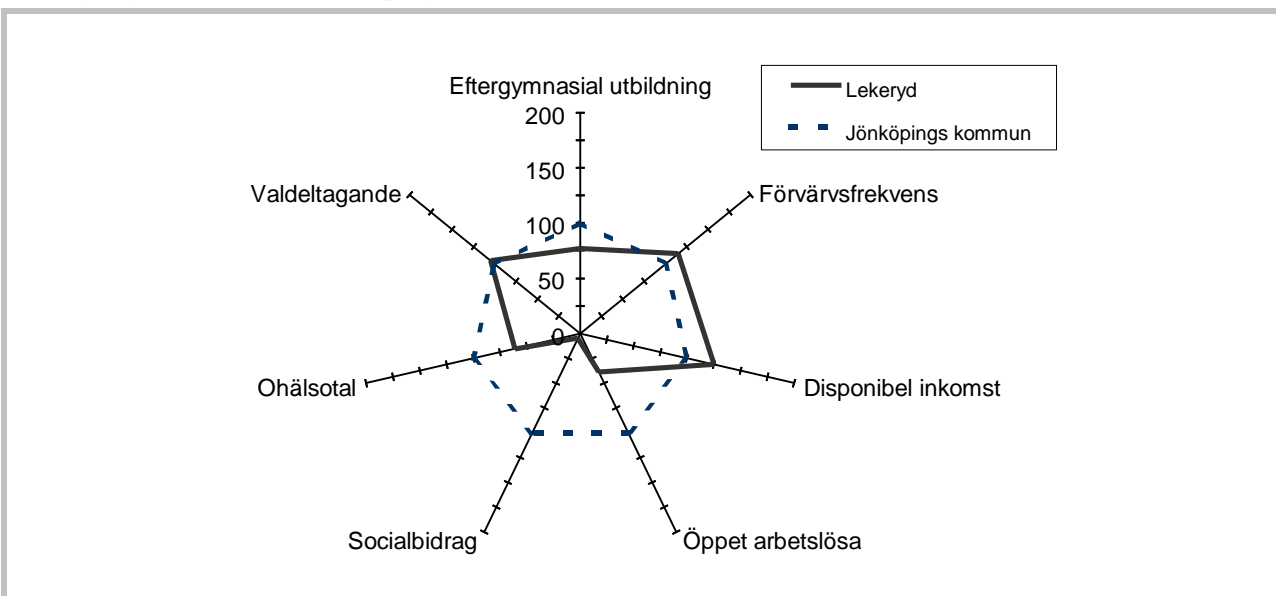 Eftergymnasial utbildning
Lekeryd
Jönköpings kommun
200
150
100
50
0
Valdeltagande
Förvärvsfrekvens
Ohälsotal
Disponibel inkomst
Socialbidrag
Öppet arbetslösa